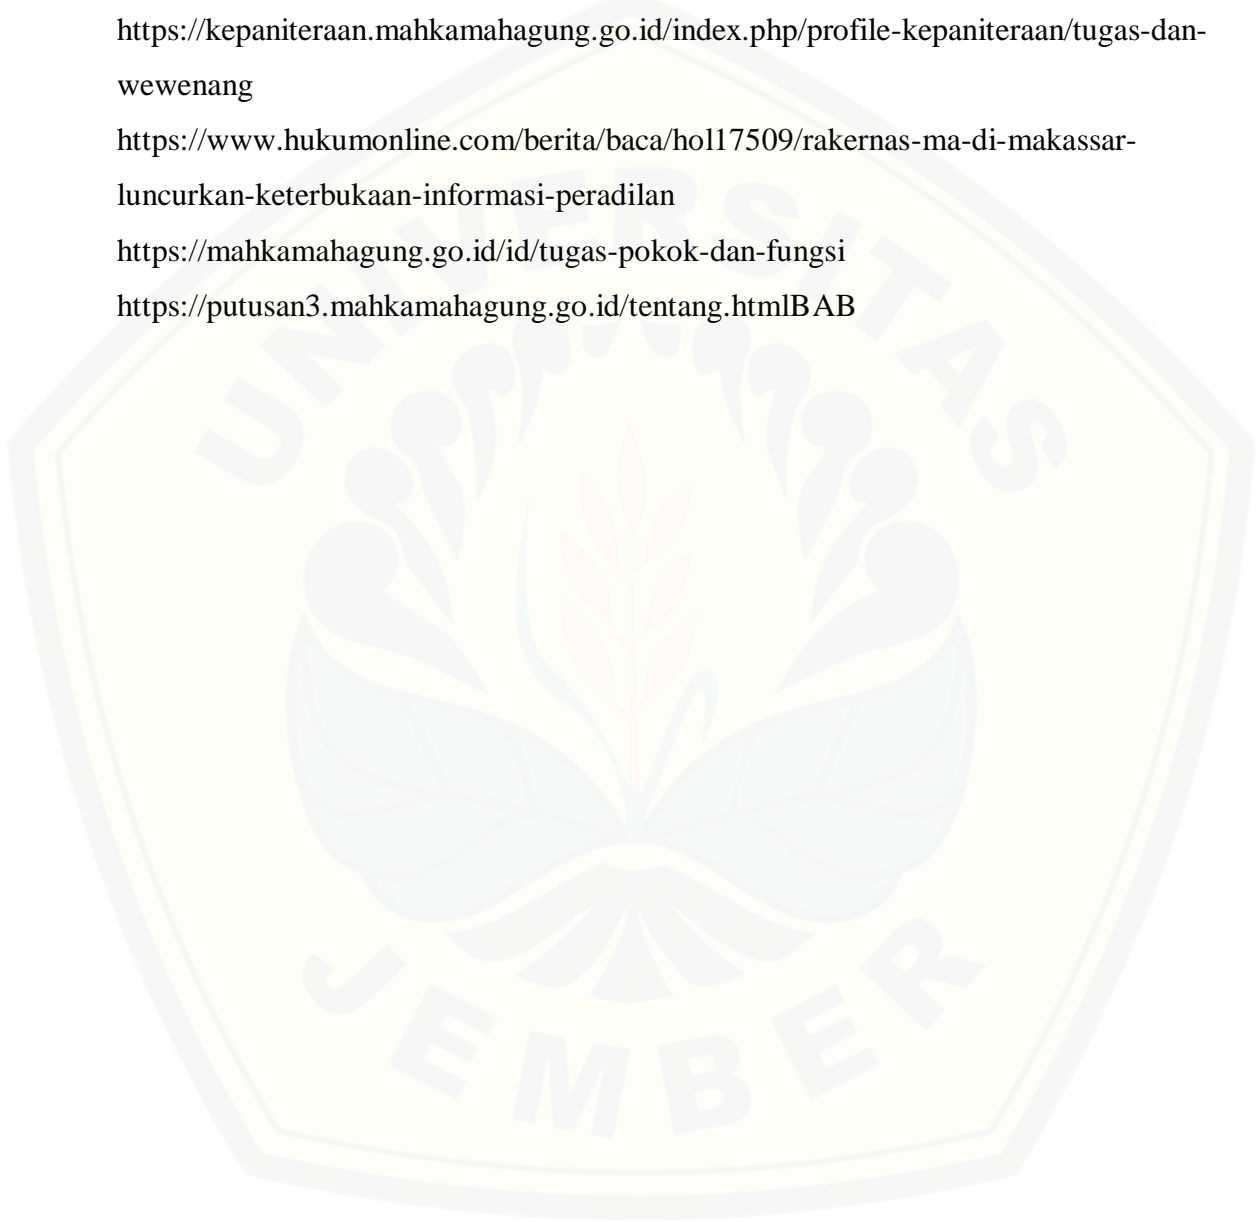 https://kepaniteraan.mahkamahagung.go.id/index.php/profile-kepaniteraan/tugas-dan-
wewenang
https://www.hukumonline.com/berita/baca/hol17509/rakernas-ma-di-makassar-
luncurkan-keterbukaan-informasi-peradilan
https://mahkamahagung.go.id/id/tugas-pokok-dan-fungsi
https://putusan3.mahkamahagung.go.id/tentang.htmlBAB
UNIVERSITAS
JEMBER